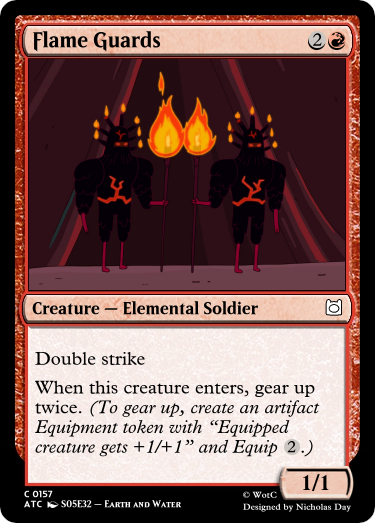 Flame Guards 2
Creature — Elemental Soldier
Double strike
When this creature enters, gear up
twice. (To gear up, create an artifact
Equipment token with “Equipped
creature gets +1/+1” and Equip 2.)
1/1
C 0157
ATC S05E32 – Earth and Water
© WotC
Designed by Nicholas Day